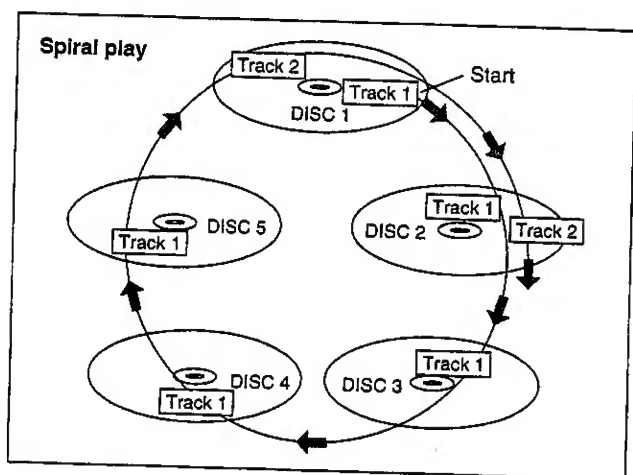 Spiral play
Track 2
Track 1
Start
DISC 1
Track 1
DISC 2
Track 2
Track 1
DISC 3
Track 1
DISC 4
Track 1
DISC 5